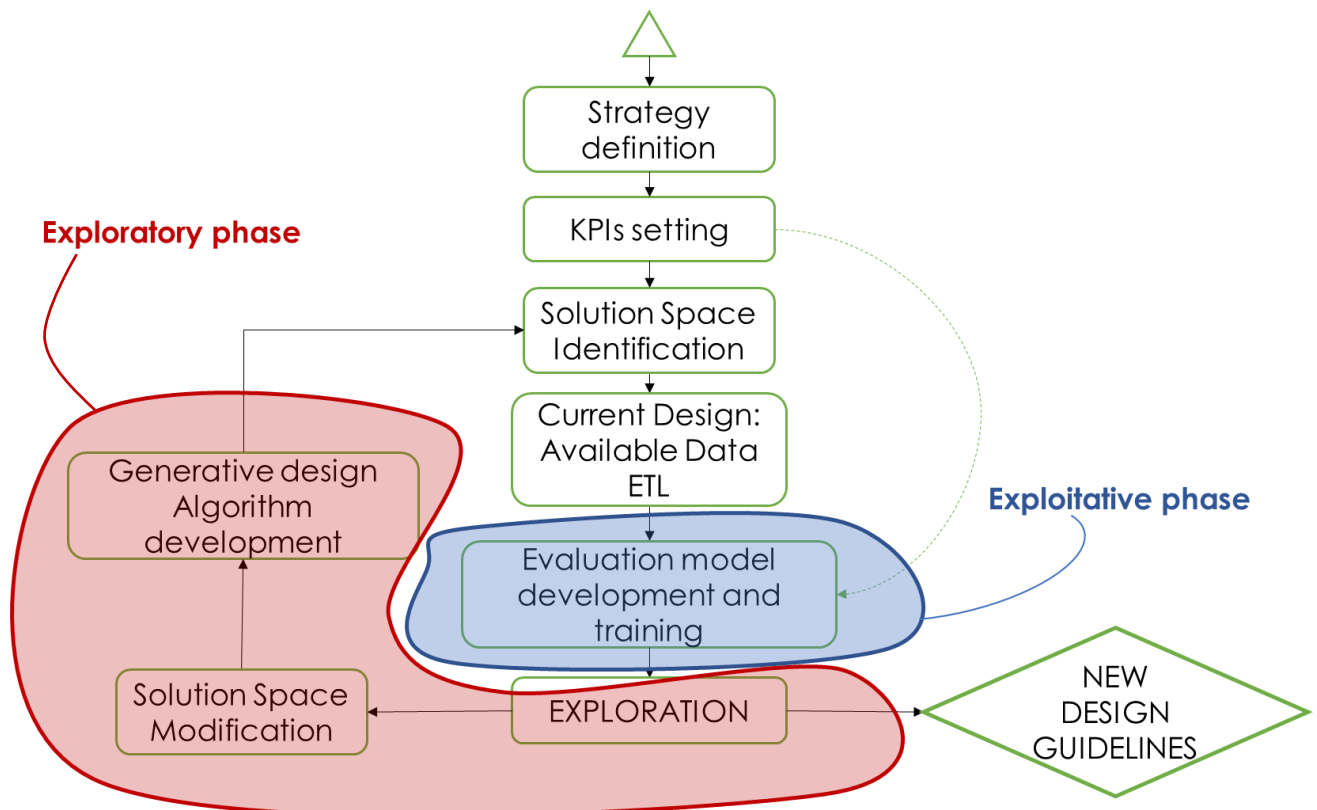 Strategy
definition
Exploratory phase
KPIs setting
Solution Space
Identification
Current Design:
Available Data
ETL
Generative design
Algorithm
development
Exploitative phase
Evaluation model
development and
training
Solution Space
Modification
EXPLORATION
NEW
DESIGN
GUIDELINES